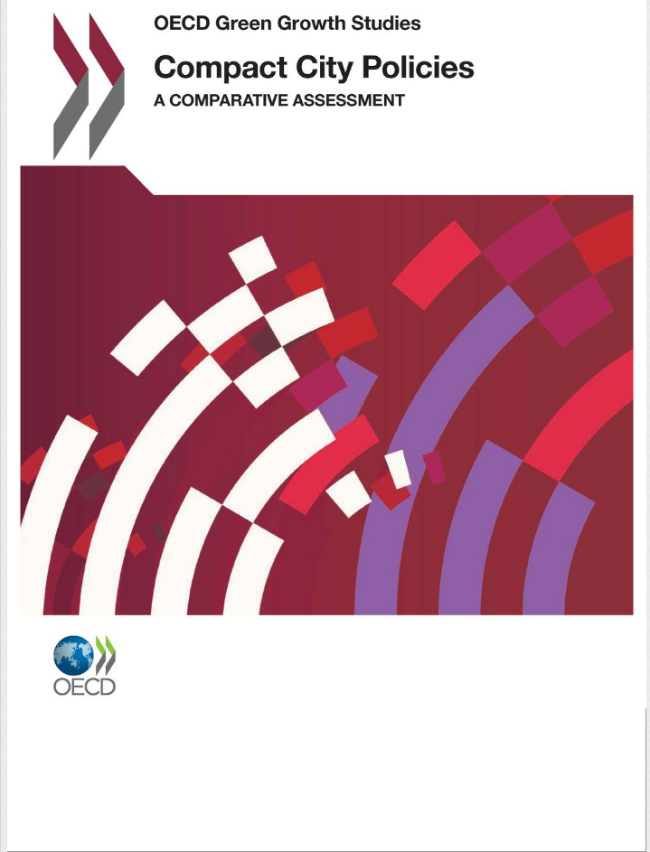 OECD Green Growth Studies
Compact City Policies
A COMPARATIVE ASSESSMENT
OECD